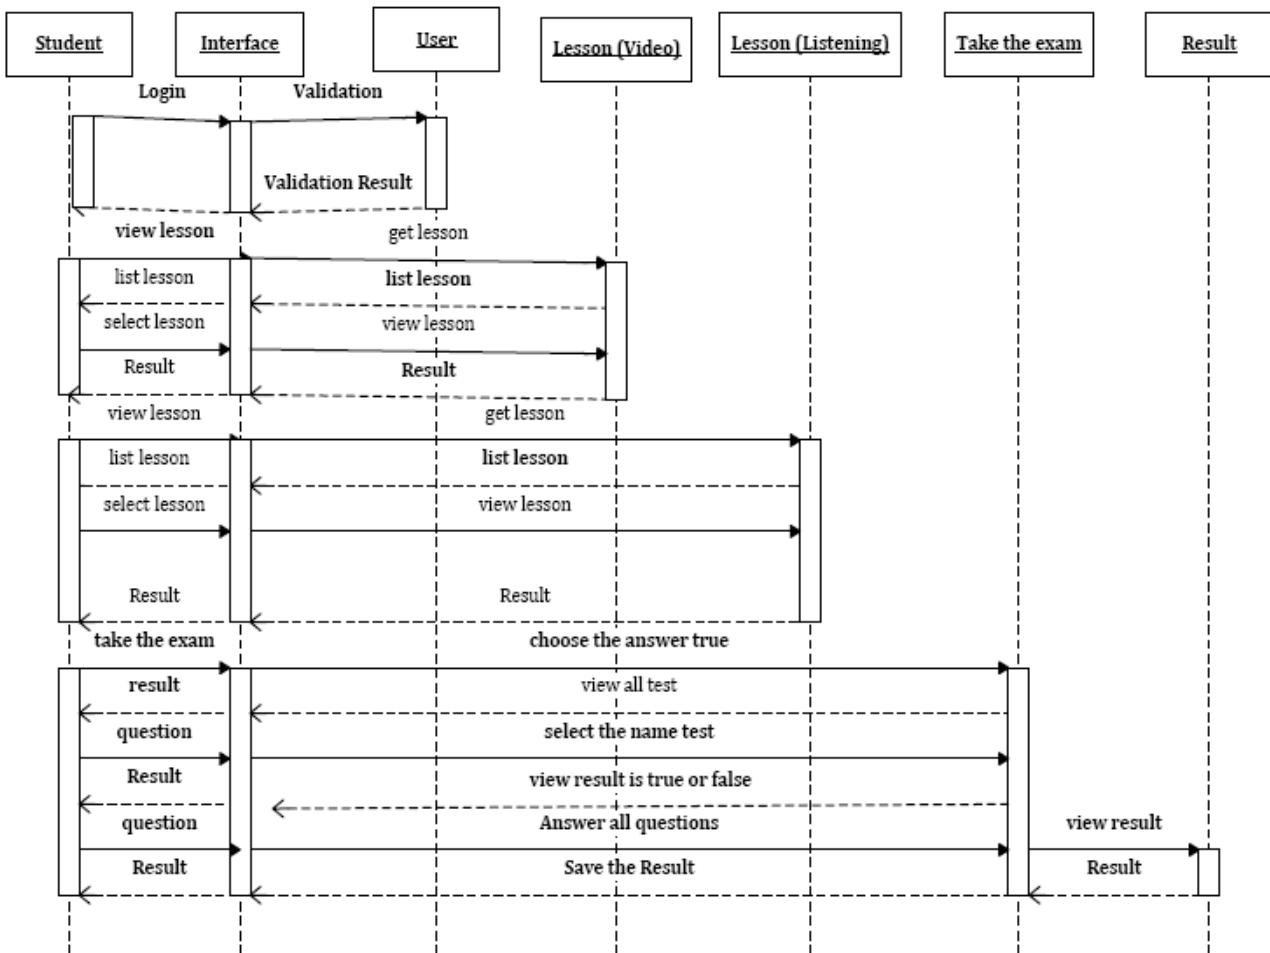 Student
Interface
User
Lesson (Video)
Lesson (Listening)
Take the exam
Result
Login
Validation
Validation Result
view lesson
get lesson
list lesson
list lesson
select lesson
view lesson
Result
Result
view lesson
get lesson
list lesson
list lesson
select lesson
view lesson
Result
Result
take the exam
choose the answer true
result
view all test
question
select the name test
Result
view result is true or false
question
Answer all questions
view result
Result
Save the Result
Result